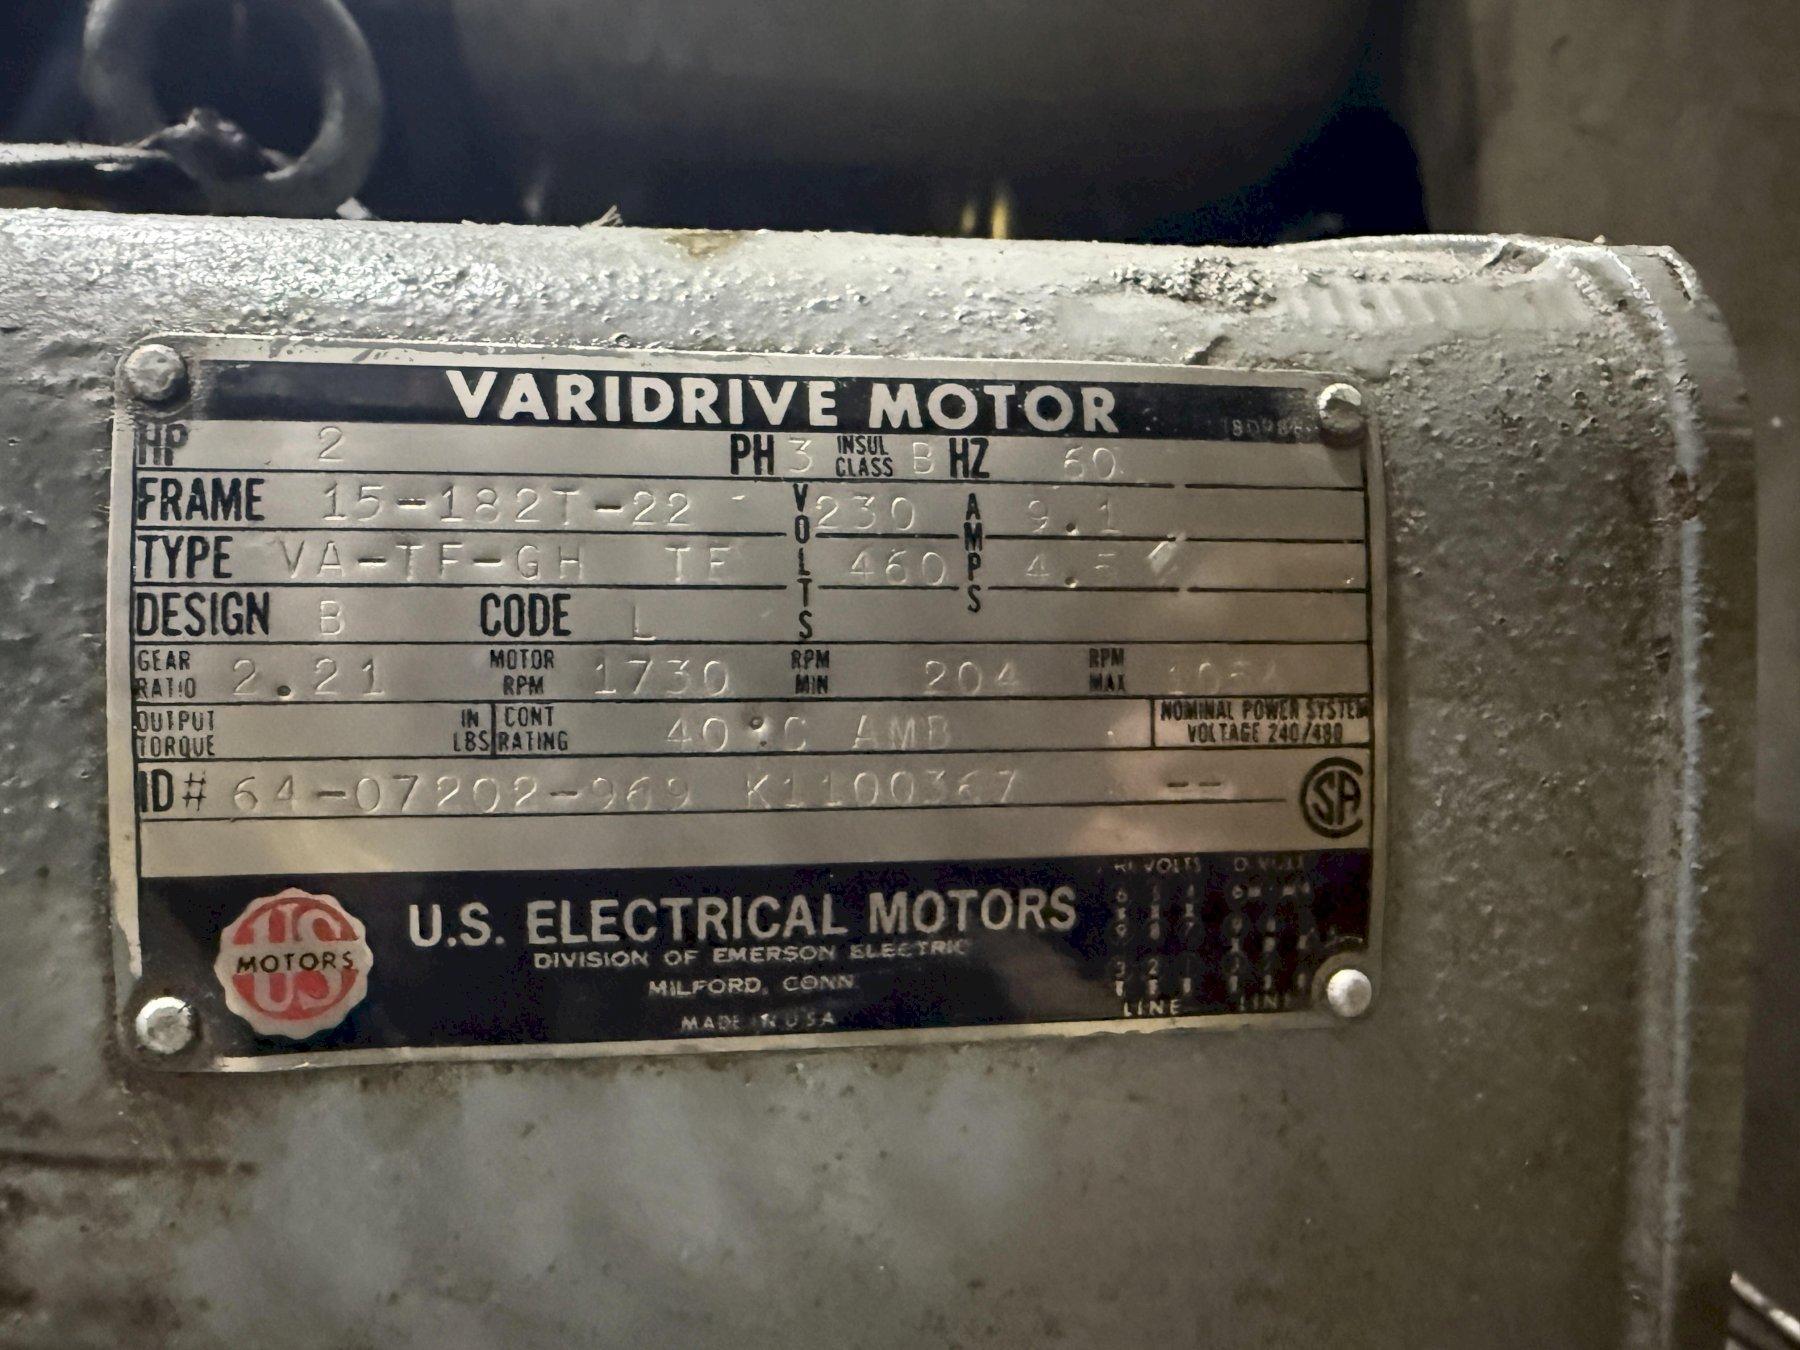 VARIDRIVE MOTOR
HP 2 PH 3 INSUL CLASS B HZ 60
FRAME 15-182T-22 VOLTS 230 AMPS 9.1
TYPE VA-TF-GH TF 460 4.5
DESIGN B CODE L
GEAR RATIO 2.21 MOTOR RPM 1730 RPM MIN 204 RPM MAX
OUTPUT TORQUE IN LBS CONT RATING 40°C AMB NOMINAL POWER SYSTEM VOLTAGE 240/480
ID# 64-07202-969 K1100367 --
SA
US MOTORS
U.S. ELECTRICAL MOTORS
DIVISION OF EMERSON ELECTRIC
MILFORD, CONN.
MADE IN USA
LINE LINE